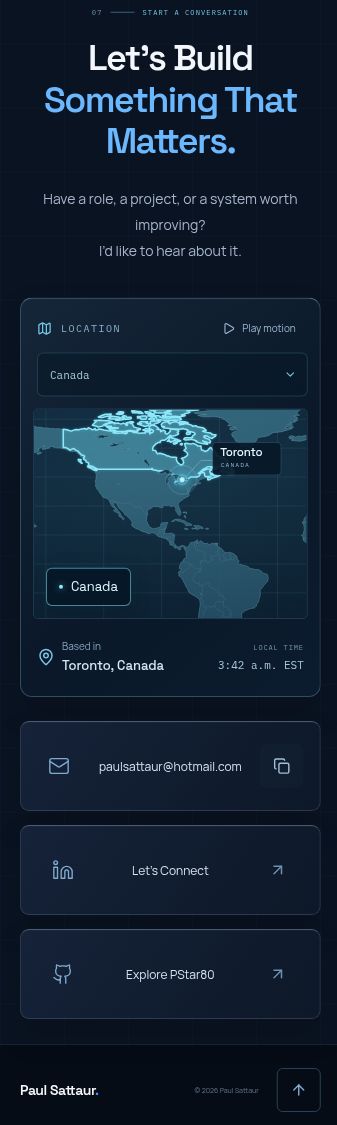 07 START A CONVERSATION
Let's Build
Something That
Matters.
Have a role, a project, or a system worth
improving?
I'd like to hear about it.
LOCATION Play motion
Canada
Toronto
CANADA
Canada
Based in LOCAL TIME
Toronto, Canada 3:42 a.m. EST
paulsattaur@hotmail.com
Let's Connect
Explore PStar80
Paul Sattaur. © 2026 Paul Sattaur